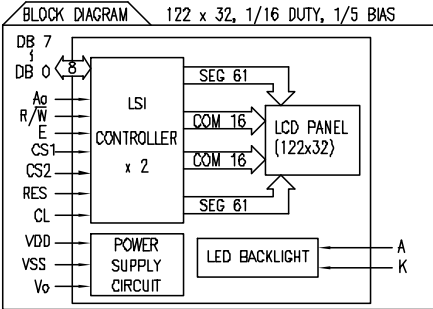 BLOCK DIAGRAM 122 x 32, 1/16 DUTY, 1/5 BIAS
DB 7
DB 0
8
Ao
R/W̅
E
CS1
CS2
RES
CL
LSI
CONTROLLER
x 2
SEG 61
COM 16
COM 16
SEG 61
LCD PANEL
(122x32)
VDD
VSS
Vo
POWER
SUPPLY
CIRCUIT
LED BACKLIGHT
A
K